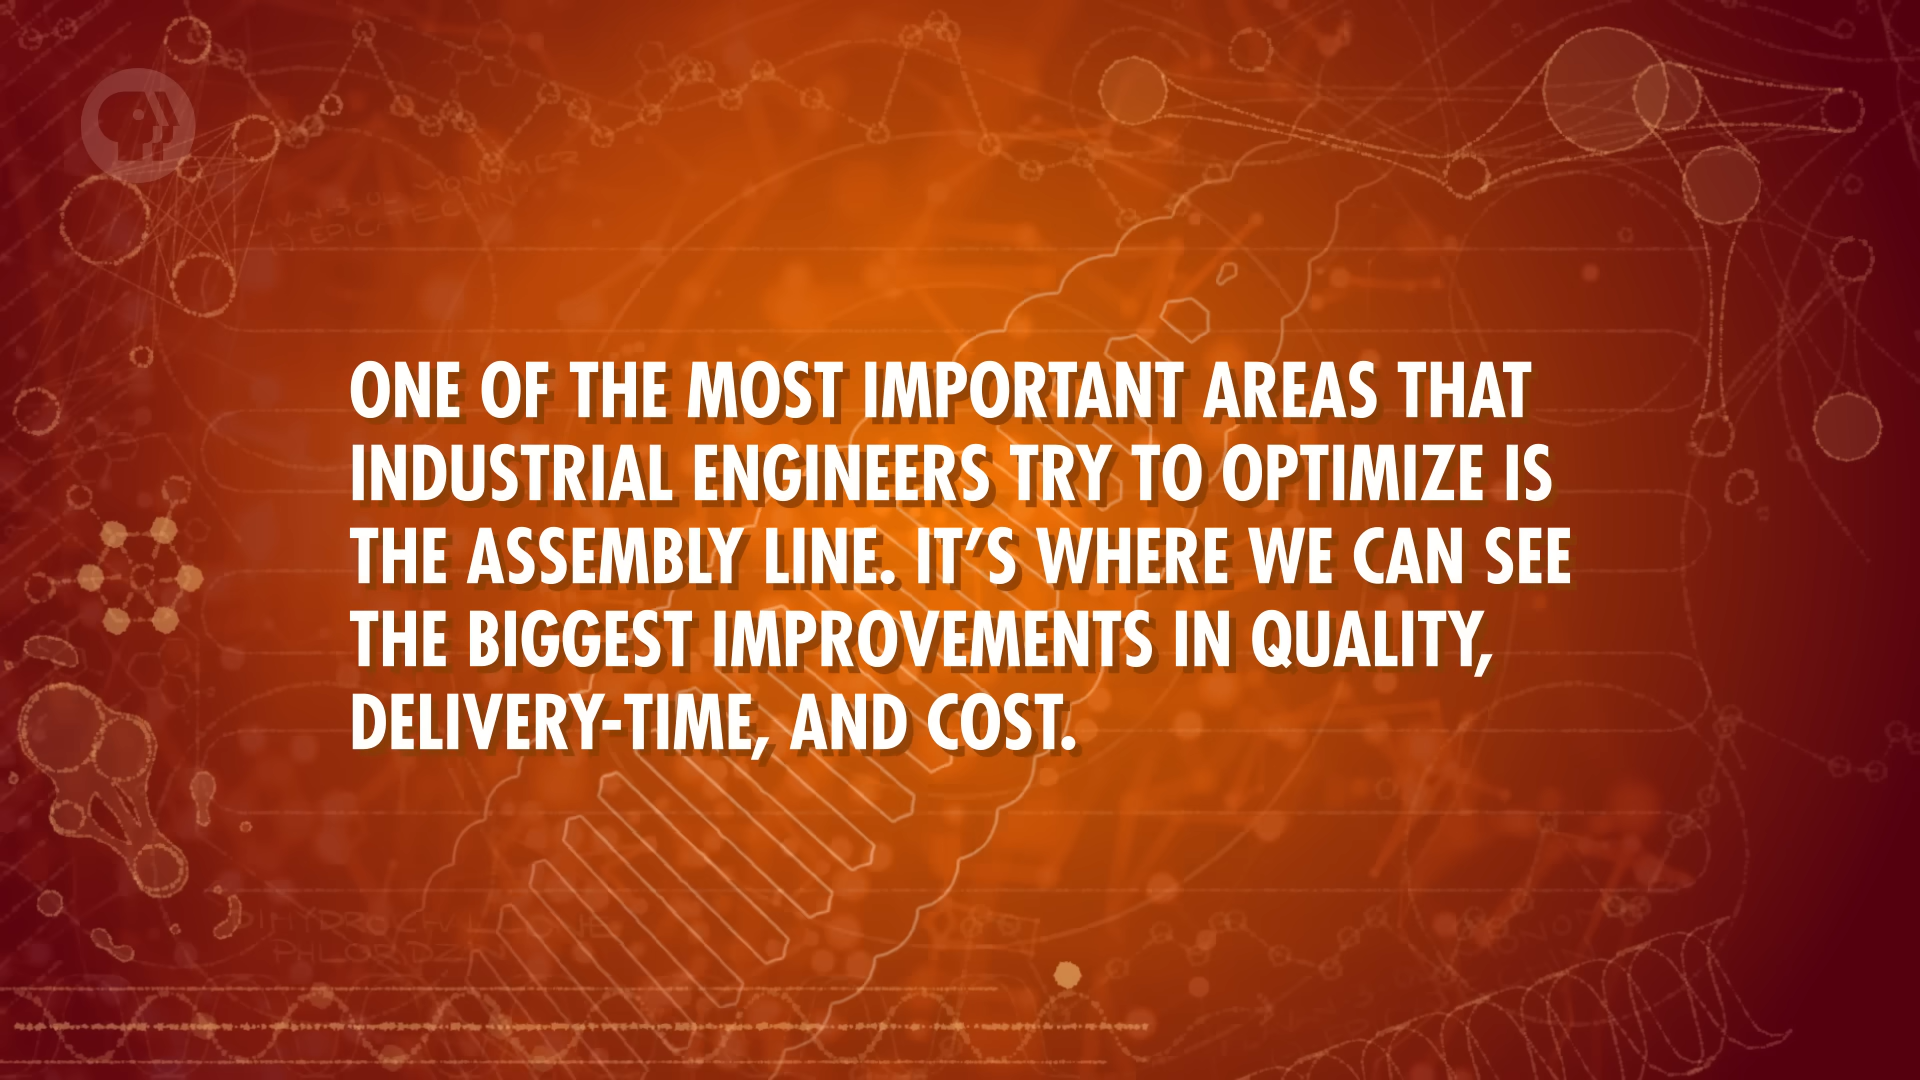 ONE OF THE MOST IMPORTANT AREAS THAT
INDUSTRIAL ENGINEERS TRY TO OPTIMIZE IS
THE ASSEMBLY LINE. IT'S WHERE WE CAN SEE
THE BIGGEST IMPROVEMENTS IN QUALITY,
DELIVERY-TIME, AND COST.